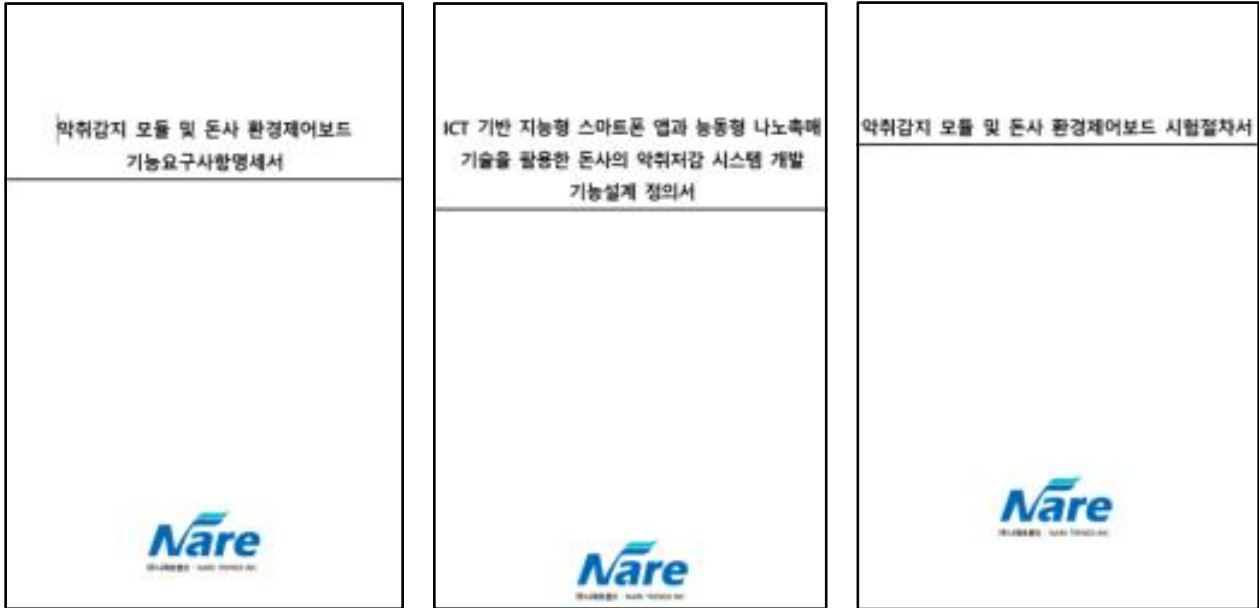 악취감지 모듈 및 돈사 환경제어보드
기능요구사항명세서
Nare
ICT 기반 지능형 스마트폰 앱과 능동형 나노촉매
기술을 활용한 돈사의 악취저감 시스템 개발
기능설계 정의서
Nare
악취감지 모듈 및 돈사 환경제어보드 시험절차서
Nare